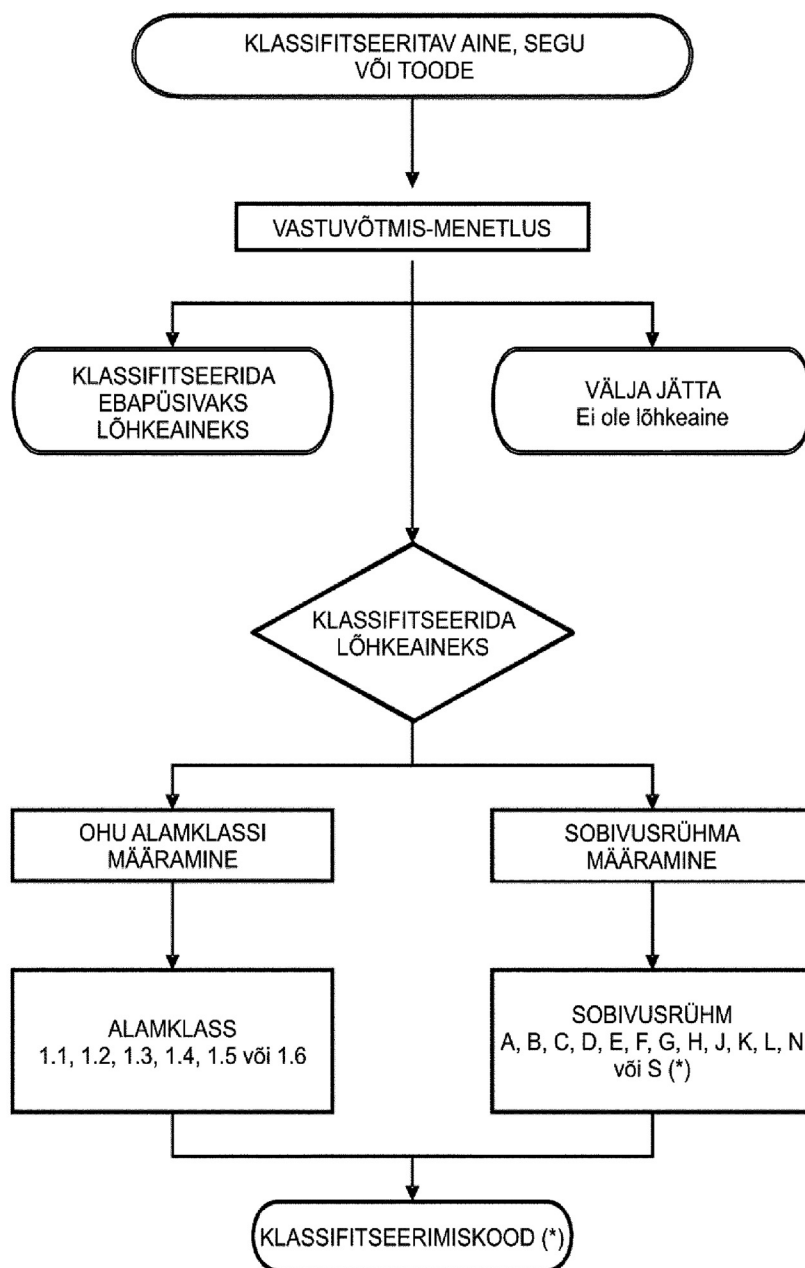 KLASSIFITSEERITAV AINE, SEGU
VÕI TOODE
VASTUVÕTMIS-MENETLUS
KLASSIFITSEERIDA
EBAPÜSIVAKS
LÕHKEAINEKS
VÄLJA JÄTTA
Ei ole lõhkeaine
KLASSIFITSEERIDA
LÕHKEAINEKS
OHU ALAMKLASSI
MÄÄRAMINE
SOBIVUSRÜHMA
MÄÄRAMINE
ALAMKLASS
1.1, 1.2, 1.3, 1.4, 1.5 või 1.6
SOBIVUSRÜHM
A, B, C, D, E, F, G, H, J, K, L, N
või S (*)
KLASSIFITSEERIMISKOOD (*)